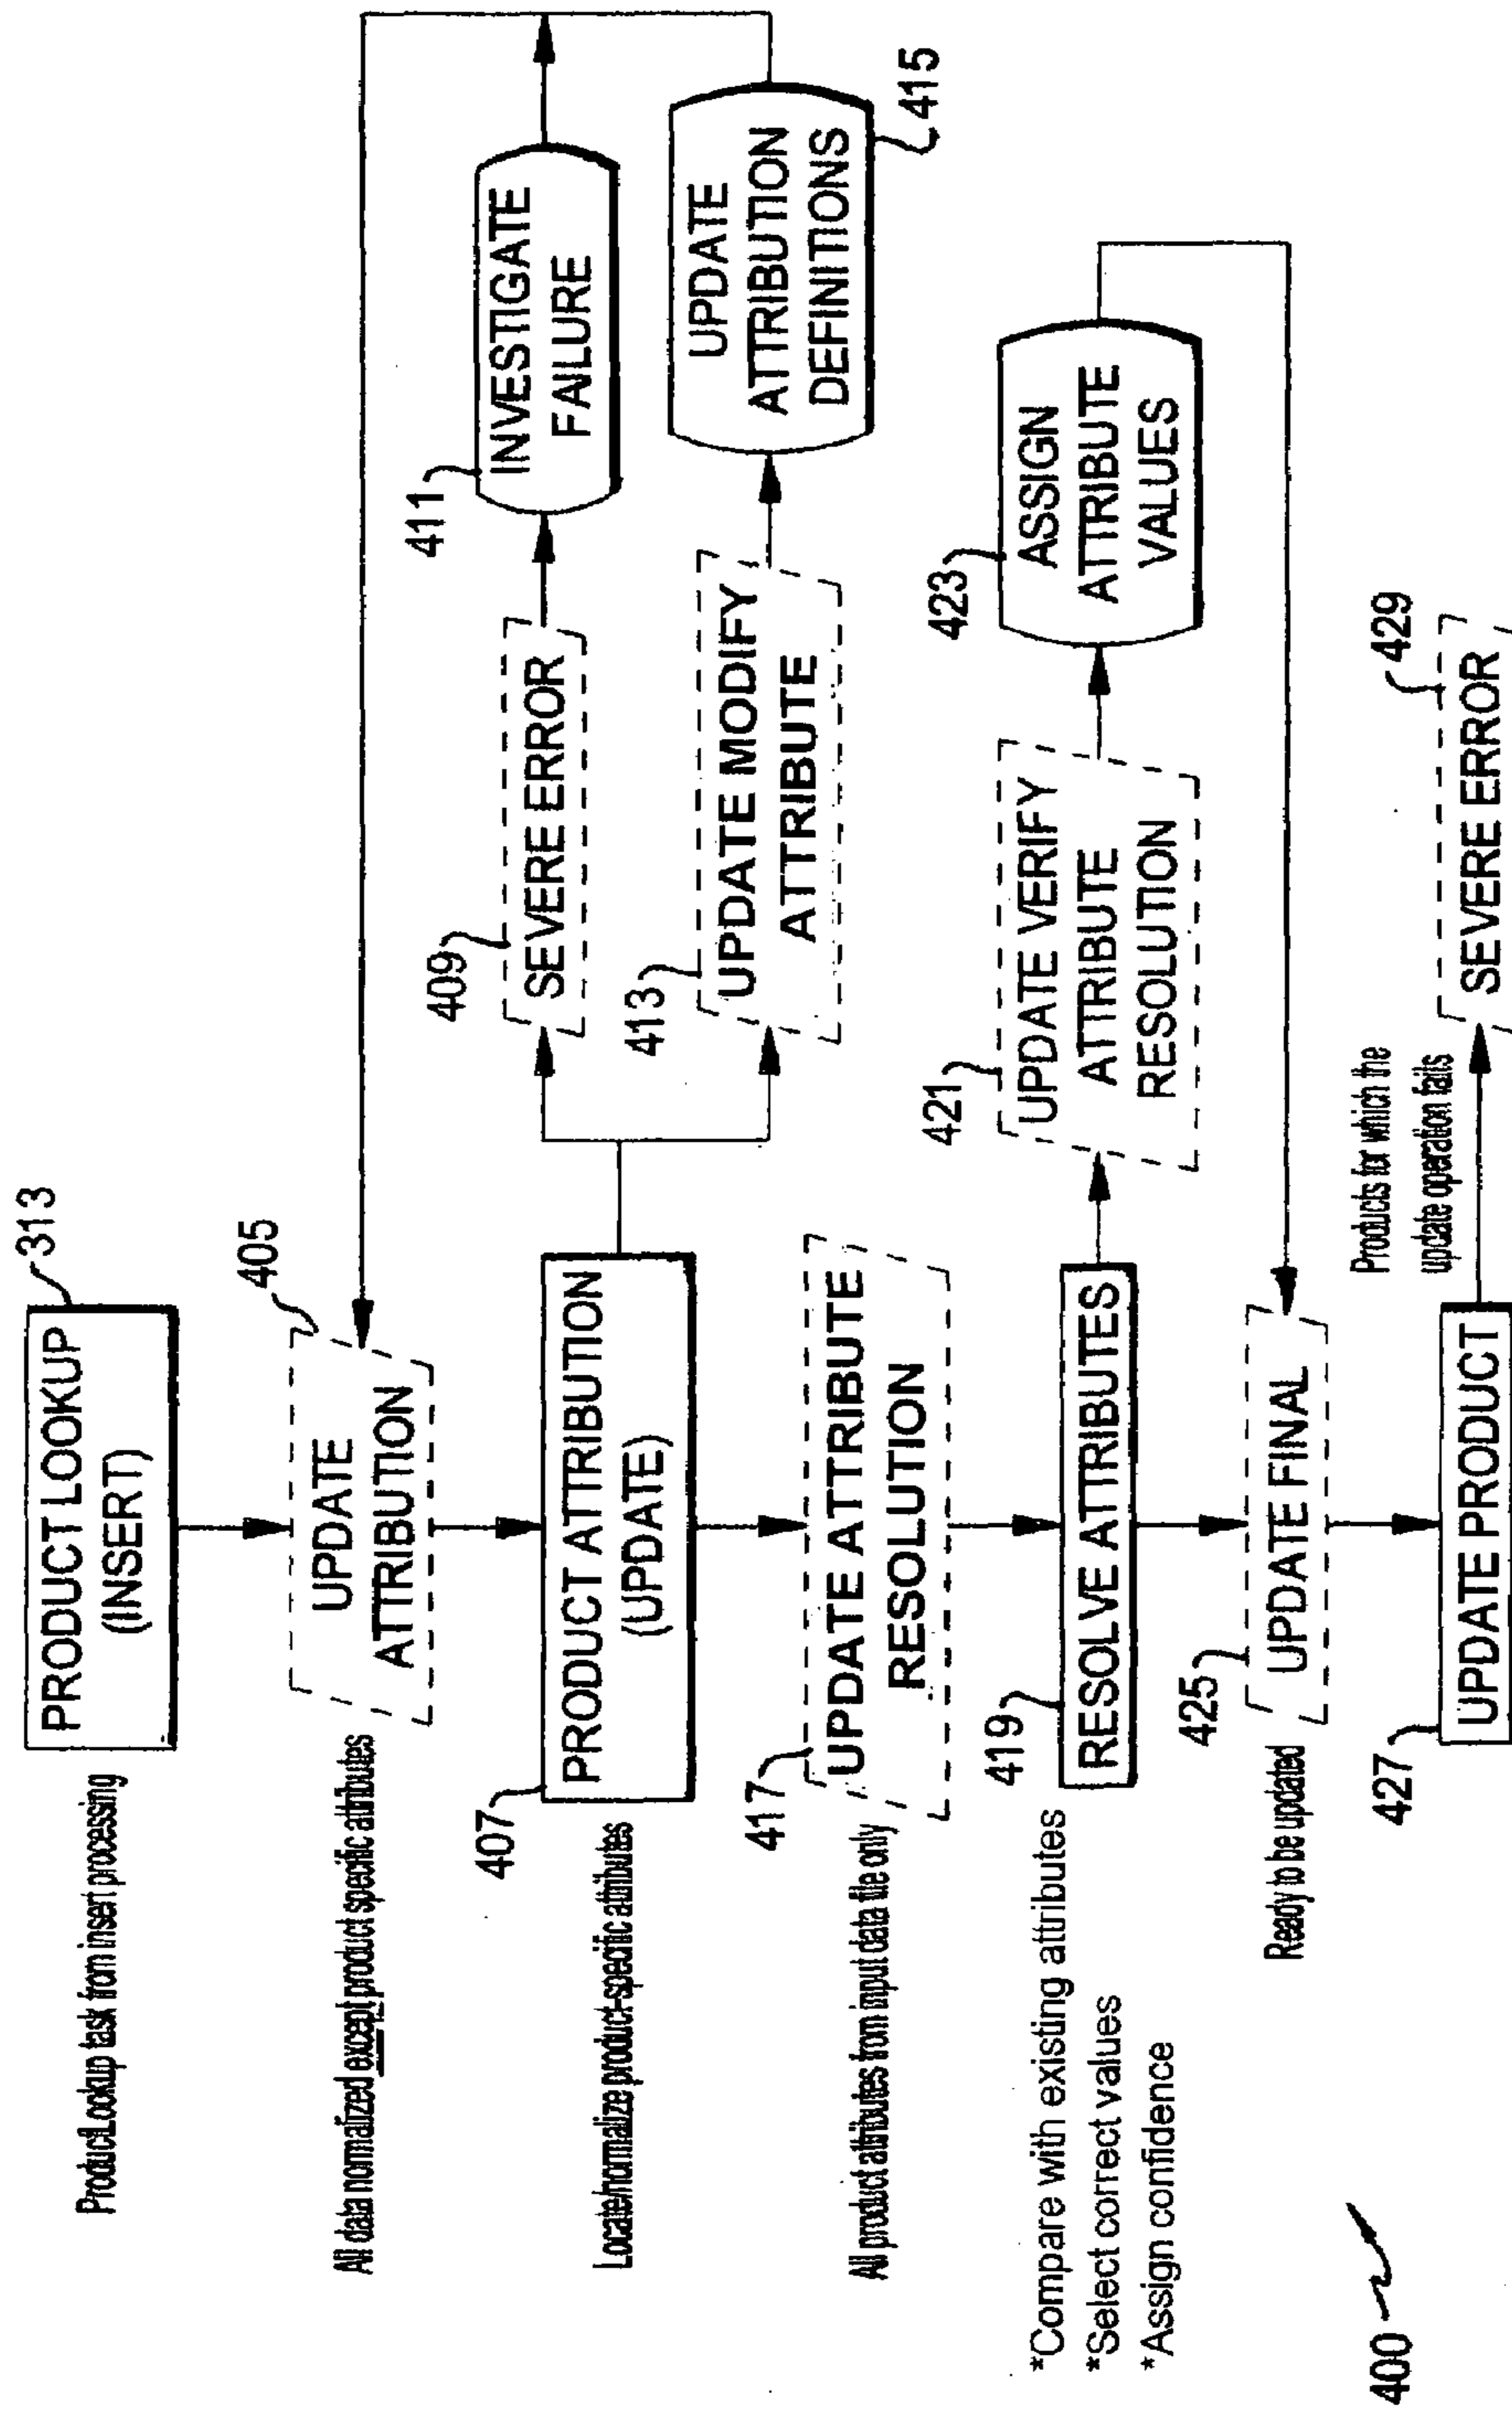 Product Lookup task from insert processing
PRODUCT LOOKUP
(INSERT)
313
All data normalized except product specific attributes
UPDATE
ATTRIBUTION
405
Locate/normalize product-specific attributes
407
PRODUCT ATTRIBUTION
(UPDATE)
409
SEVERE ERROR
411
INVESTIGATE
FAILURE
413
UPDATE MODIFY
ATTRIBUTE
UPDATE
ATTRIBUTION
DEFINITIONS
415
All product attributes from input data file only
417
UPDATE ATTRIBUTE
RESOLUTION
*Compare with existing attributes
*Select correct values
*Assign confidence
419
RESOLVE ATTRIBUTES
421
UPDATE VERIFY
ATTRIBUTE
RESOLUTION
423
ASSIGN
ATTRIBUTE
VALUES
Ready to be updated
425
UPDATE FINAL
427
UPDATE PRODUCT
Products for which the
update operation fails
SEVERE ERROR
429
400